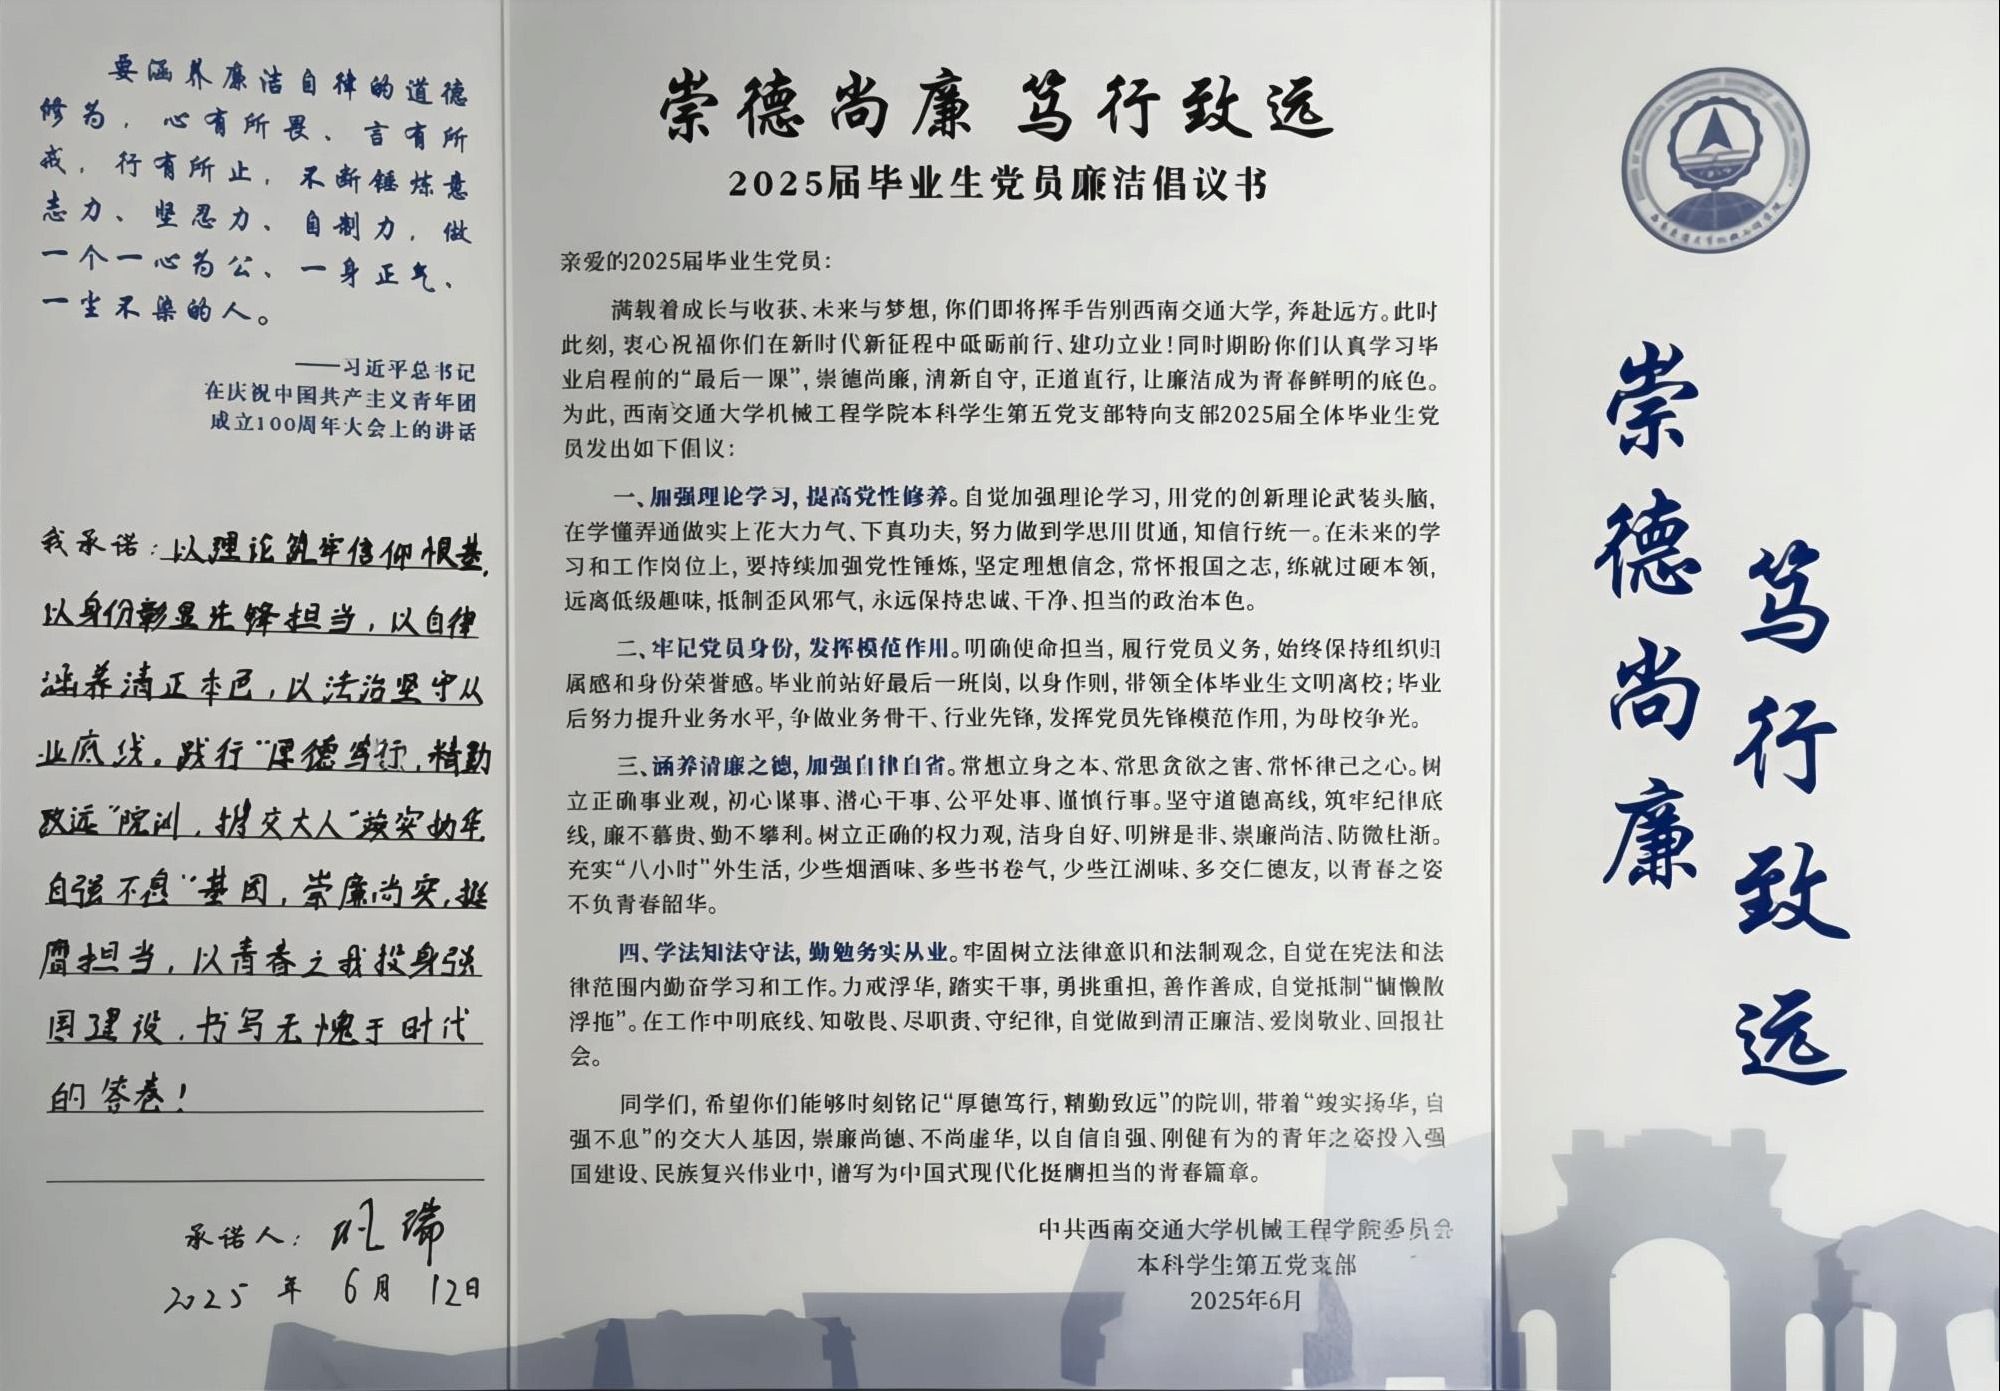 要涵养廉洁自律的道德
修为，心有所畏、言有所
戒，行有所止，不断锤炼意
志力、坚忍力、自制力，做
一个一心为公、一身正气、
一尘不染的人。
——习近平总书记
在庆祝中国共产主义青年团
成立100周年大会上的讲话
我承诺：以理论筑牢信仰根基，
以身份彰显先锋担当，以自律
涵养清正本色，以法治坚守从
业底线。践行“厚德笃行，精勤
致远”院训，携交大人“竣实扬华，
自强不息”基因，崇廉尚实，挺
膺担当，以青春之我投身强
国建设，书写无愧于时代
的答卷！
承诺人：瑞
2025年6月12日
崇德尚廉 笃行致远
2025届毕业生党员廉洁倡议书
亲爱的2025届毕业生党员：
满载着成长与收获、未来与梦想，你们即将挥手告别西南交通大学，奔赴远方。此时
此刻，衷心祝福你们在新时代新征程中砥砺前行、建功立业！同时期盼你们认真学习毕
业启程前的“最后一课”，崇德尚廉，清新自守，正道直行，让廉洁成为青春鲜明的底色。
为此，西南交通大学机械工程学院本科学生第五党支部特向支部2025届全体毕业生党
员发出如下倡议：
一、加强理论学习，提高党性修养。自觉加强理论学习，用党的创新理论武装头脑，
在学懂弄通做实上花大力气、下真功夫，努力做到学思用贯通，知信行统一。在未来的学
习和工作岗位上，要持续加强党性锤炼，坚定理想信念，常怀报国之志，练就过硬本领，
远离低级趣味，抵制歪风邪气，永远保持忠诚、干净、担当的政治本色。
二、牢记党员身份，发挥模范作用。明确使命担当，履行党员义务，始终保持组织归
属感和身份荣誉感。毕业前站好最后一班岗，以身作则，带领全体毕业生文明离校；毕业
后努力提升业务水平，争做业务骨干、行业先锋，发挥党员先锋模范作用，为母校争光。
三、涵养清廉之德，加强自律自省。常想立身之本、常思贪欲之害、常怀律己之心。树
立正确事业观，初心谋事、潜心干事、公平处事、谨慎行事。坚守道德高线，筑牢纪律底
线，廉不慕贵、勤不攀利。树立正确的权力观，洁身自好、明辨是非、崇廉尚洁、防微杜渐。
充实“八小时”外生活，少些烟酒味、多些书卷气，少些江湖味、多交仁德友，以青春之姿
不负青春韶华。
四、学法知法守法，勤勉务实从业。牢固树立法律意识和法制观念，自觉在宪法和法
律范围内勤奋学习和工作。力戒浮华，踏实干事，勇挑重担，善作善成，自觉抵制“慵懒散
浮拖”。在工作中明底线、知敬畏、尽职责、守纪律，自觉做到清正廉洁、爱岗敬业、回报社
会。
同学们，希望你们能够时刻铭记“厚德笃行，精勤致远”的院训，带着“竣实扬华，自
强不息”的交大人基因，崇廉尚德、不尚虚华，以自信自强、刚健有为的青年之姿投入强
国建设、民族复兴伟业中，谱写为中国式现代化挺膺担当的青春篇章。
中共西南交通大学机械工程学院委员会
本科学生第五党支部
2025年6月
崇德尚廉
笃行致远